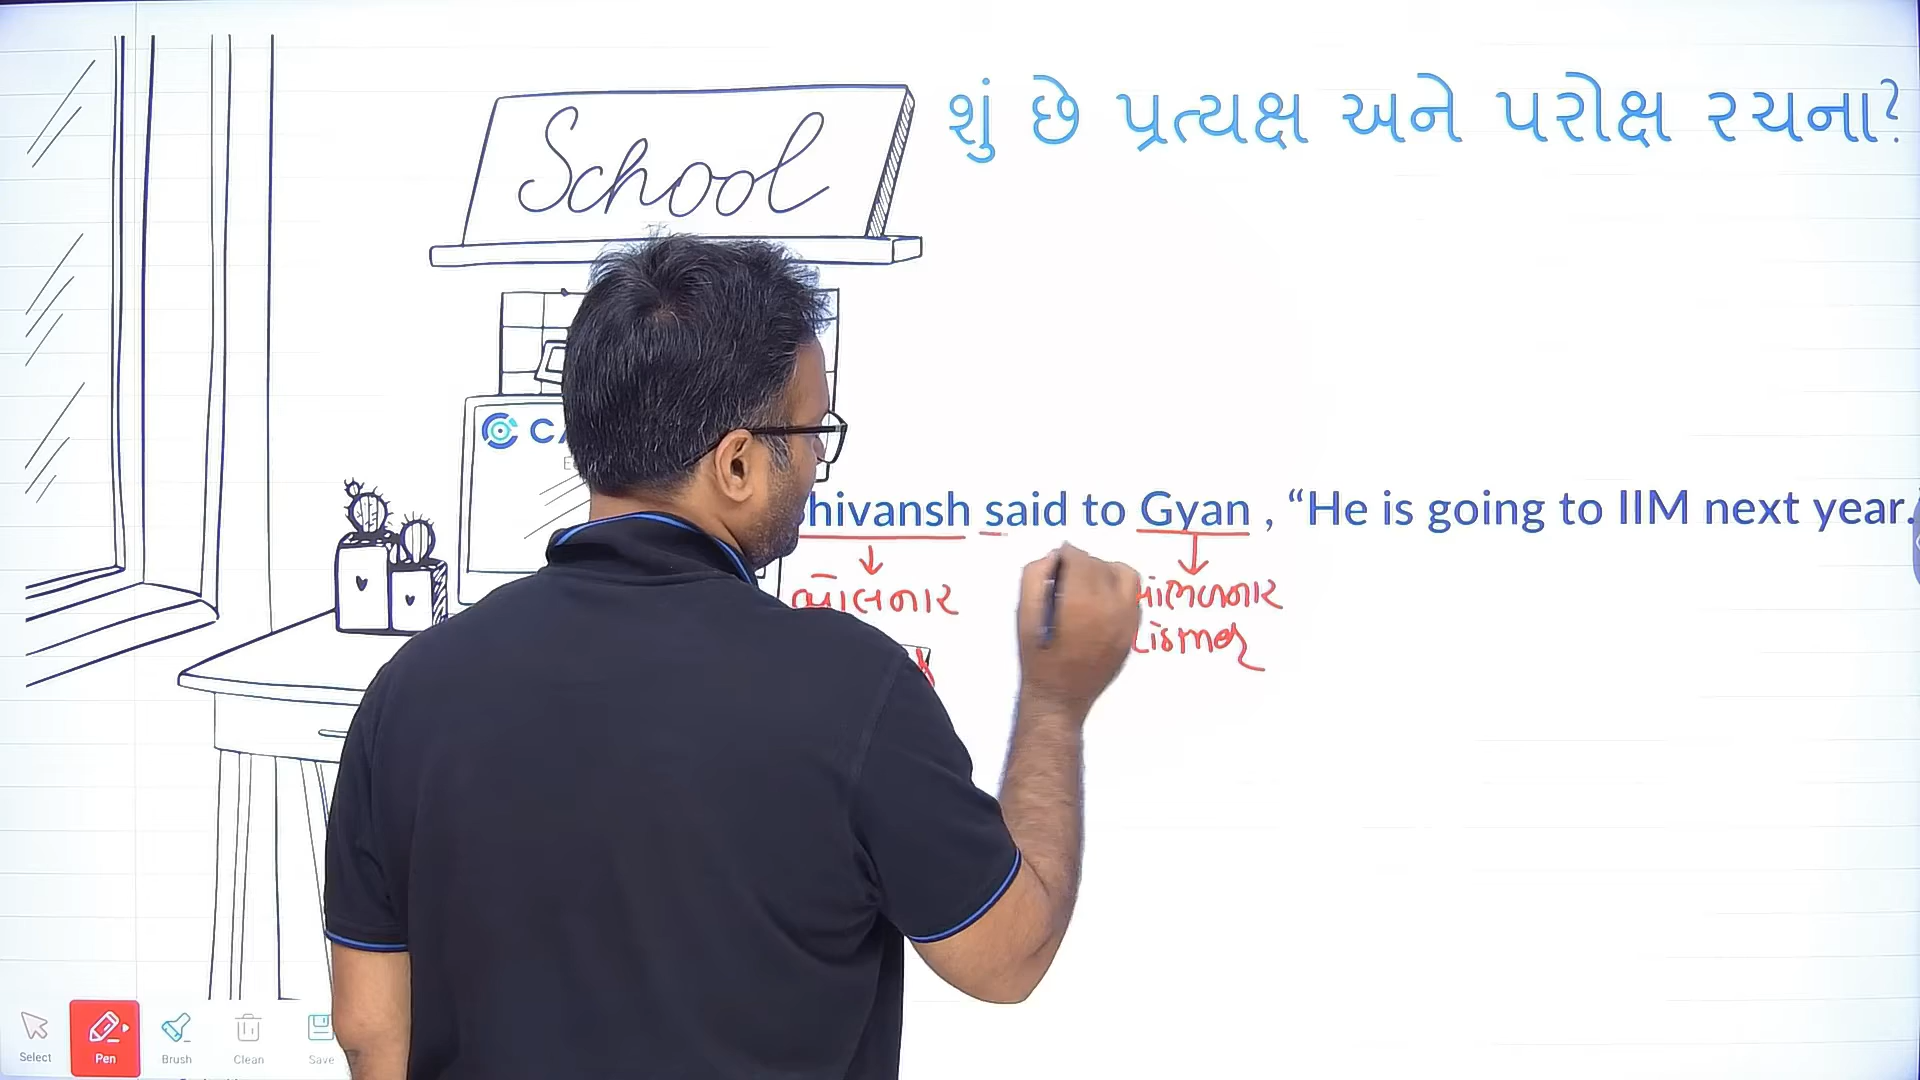 શું છે પ્રત્યક્ષ અને પરોક્ષ રચના?
School
hivansh said to Gyan , “He is going to IIM next year.
બોલનાર
સાંભળનાર
Select
Pen
Brush
Clean
Save